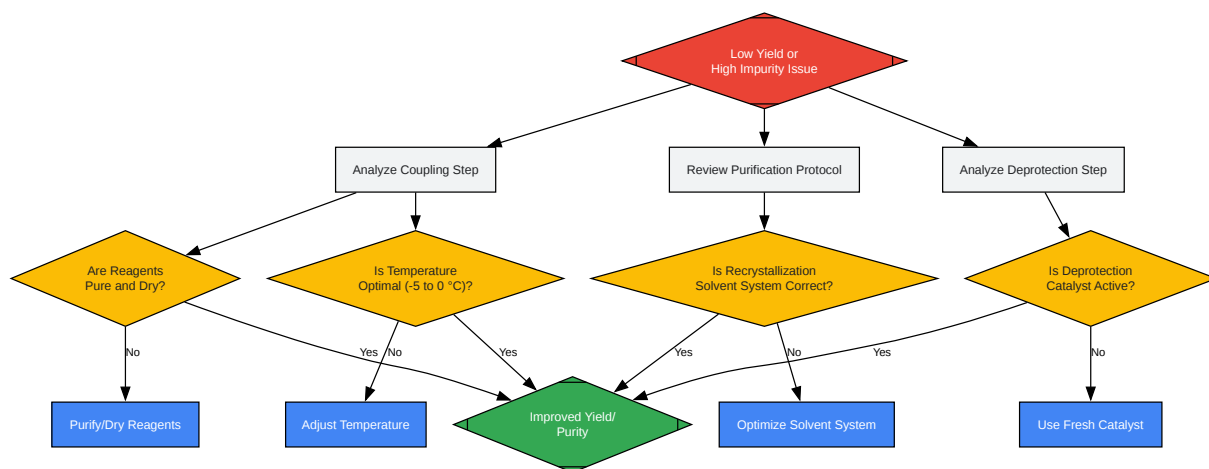 Low Yield or
High Impurity Issue
Analyze Coupling Step
Review Purification Protocol
Analyze Deprotection Step
Are Reagents
Pure and Dry?
Is Temperature
Optimal (-5 to 0 °C)?
Is Recrystallization
Solvent System Correct?
Is Deprotection
Catalyst Active?
No
Yes
No
Yes
Yes
No
Yes
No
Purify/Dry Reagents
Adjust Temperature
Improved Yield/
Purity
Optimize Solvent System
Use Fresh Catalyst